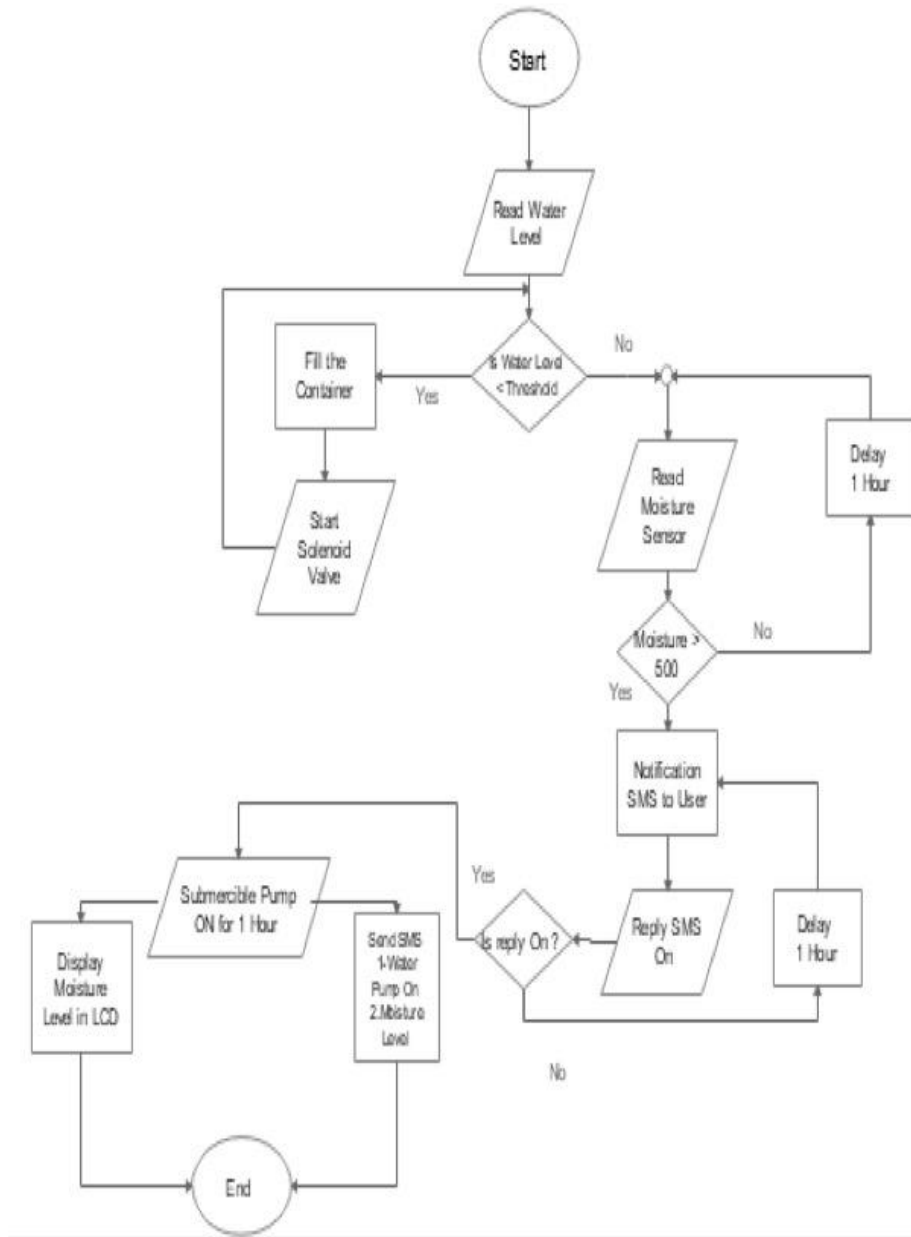 Start
Read Water
Level
Is Water Level
< Threshold
Yes
No
Fill the
Container
Start
Solenoid
Valve
Read
Moisture
Sensor
Delay
1 Hour
Moisture >
500
No
Yes
Notification
SMS to User
Reply SMS
On
Delay
1 Hour
Is reply On ?
Yes
No
Submercible Pump
ON for 1 Hour
Display
Moisture
Level in LCD
Send SMS
1-Water
Pump On
2.Moisture
Level
End